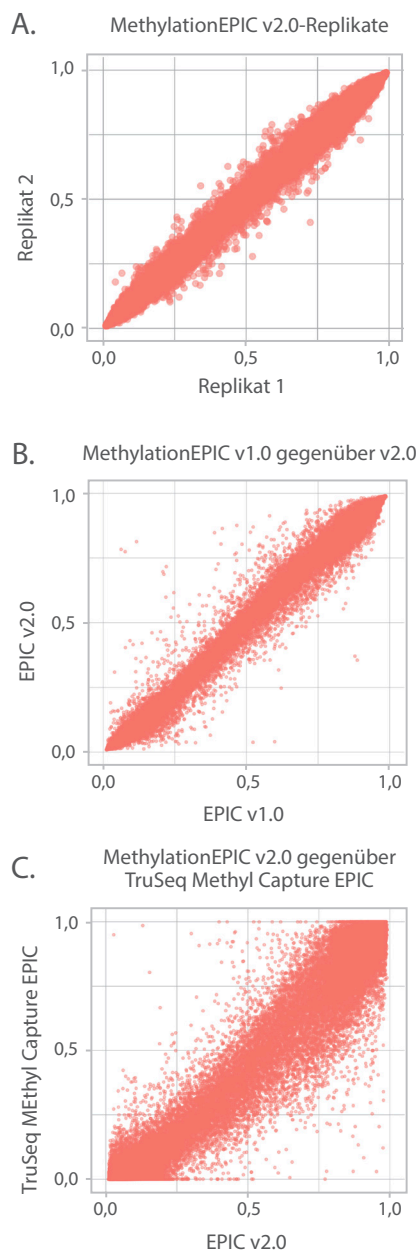 A.
MethylationEPIC v2.0-Replikate
1,0
0,5
0,0
Replikat 2
0,0
0,5
1,0
Replikat 1
B.
MethylationEPIC v1.0 gegenüber v2.0
1,0
0,5
0,0
EPIC v2.0
0,0
0,5
1,0
EPIC v1.0
C.
MethylationEPIC v2.0 gegenüber
TruSeq Methyl Capture EPIC
1,0
0,5
0,0
TruSeq MEthyl Capture EPIC
0,0
0,5
1,0
EPIC v2.0